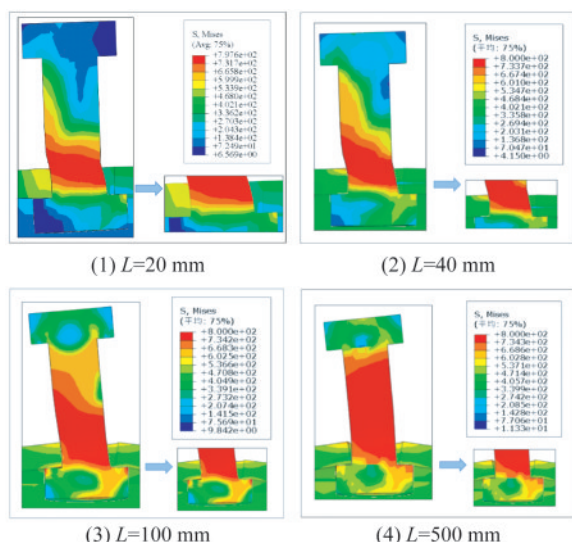 S, Mises
(Avg: 75%)
+7.976e+02
+7.317e+02
+6.658e+02
+5.999e+02
+5.339e+02
+4.680e+02
+4.021e+02
+3.362e+02
+2.703e+02
+2.043e+02
+1.384e+02
+7.249e+01
+6.569e+00
(1) L=20 mm
S, Mises
(平均: 75%)
+8.000e+02
+7.337e+02
+6.674e+02
+6.010e+02
+5.347e+02
+4.684e+02
+4.021e+02
+3.358e+02
+2.694e+02
+2.031e+02
+1.368e+02
+7.047e+01
+4.150e+00
(2) L=40 mm
S, Mises
(平均: 75%)
+8.000e+02
+7.342e+02
+6.683e+02
+6.025e+02
+5.366e+02
+4.708e+02
+4.049e+02
+3.391e+02
+2.732e+02
+2.074e+02
+1.415e+02
+7.569e+01
+9.842e+00
(3) L=100 mm
S, Mises
(平均: 75%)
+8.000e+02
+7.343e+02
+6.686e+02
+6.028e+02
+5.371e+02
+4.714e+02
+4.057e+02
+3.399e+02
+2.742e+02
+2.085e+02
+1.428e+02
+7.706e+01
+1.133e+01
(4) L=500 mm